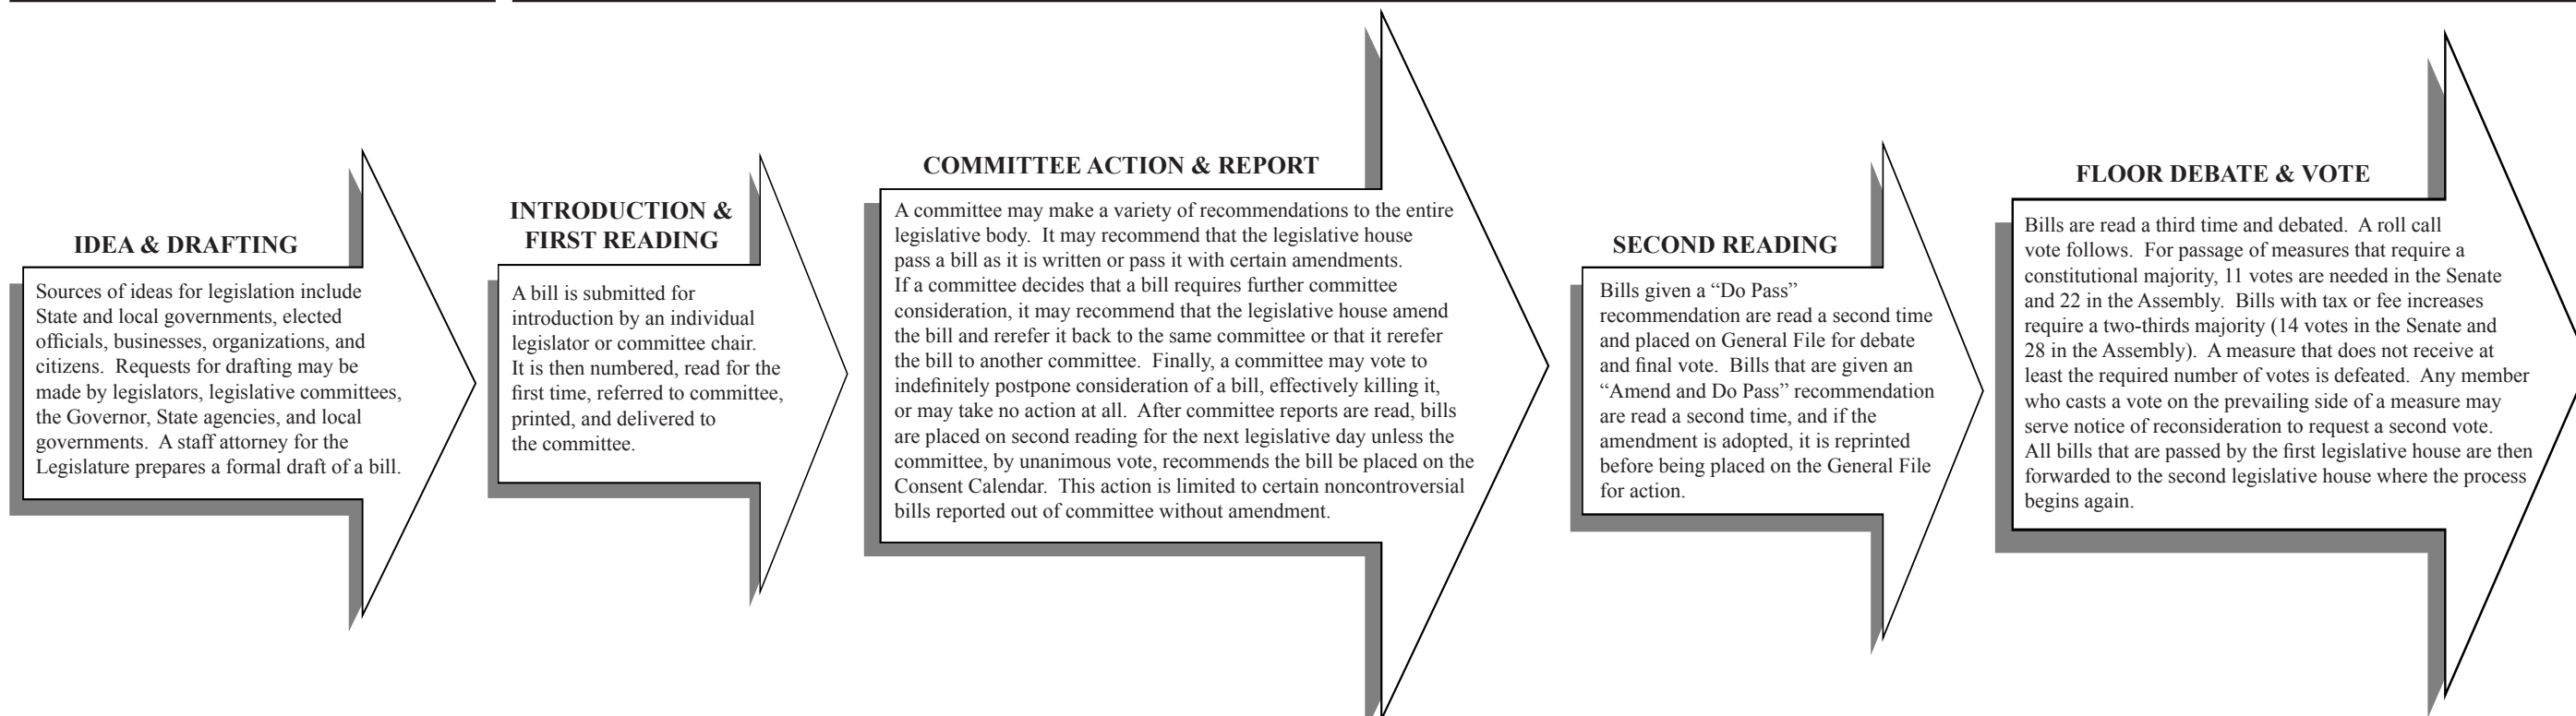 IDEA & DRAFTING
Sources of ideas for legislation include
State and local governments, elected
officials, businesses, organizations, and
citizens.  Requests for drafting may be
made by legislators, legislative committees,
the Governor, State agencies, and local
governments.  A staff attorney for the
Legislature prepares a formal draft of a bill.
INTRODUCTION &
FIRST READING
A bill is submitted for
introduction by an individual
legislator or committee chair.
It is then numbered, read for the
first time, referred to committee,
printed, and delivered to
the committee.
COMMITTEE ACTION & REPORT
A committee may make a variety of recommendations to the entire
legislative body.  It may recommend that the legislative house
pass a bill as it is written or pass it with certain amendments.
If a committee decides that a bill requires further committee
consideration, it may recommend that the legislative house amend
the bill and rerefer it back to the same committee or that it rerefer
the bill to another committee.  Finally, a committee may vote to
indefinitely postpone consideration of a bill, effectively killing it,
or may take no action at all.  After committee reports are read, bills
are placed on second reading for the next legislative day unless the
committee, by unanimous vote, recommends the bill be placed on the
Consent Calendar.  This action is limited to certain noncontroversial
bills reported out of committee without amendment.
SECOND READING
Bills given a “Do Pass”
recommendation are read a second time
and placed on General File for debate
and final vote.  Bills that are given an
“Amend and Do Pass” recommendation
are read a second time, and if the
amendment is adopted, it is reprinted
before being placed on the General File
for action.
FLOOR DEBATE & VOTE
Bills are read a third time and debated.  A roll call
vote follows.  For passage of measures that require a
constitutional majority, 11 votes are needed in the Senate
and 22 in the Assembly.  Bills with tax or fee increases
require a two-thirds majority (14 votes in the Senate and
28 in the Assembly).  A measure that does not receive at
least the required number of votes is defeated.  Any member
who casts a vote on the prevailing side of a measure may
serve notice of reconsideration to request a second vote.
All bills that are passed by the first legislative house are then
forwarded to the second legislative house where the process
begins again.